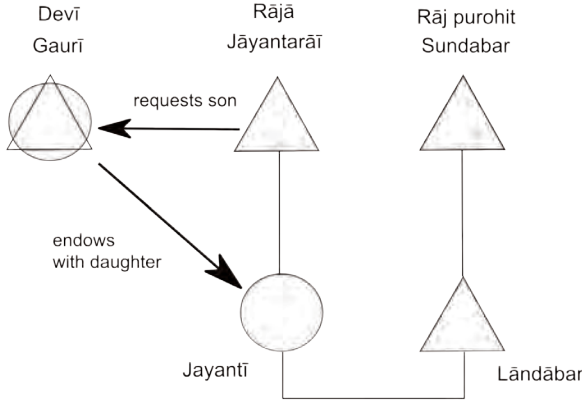 Devī
Gaurī
Rājā
Jāyantarāī
Rāj purohit
Sundabar
requests son
endows
with daughter
Jayantī
Lāndābar